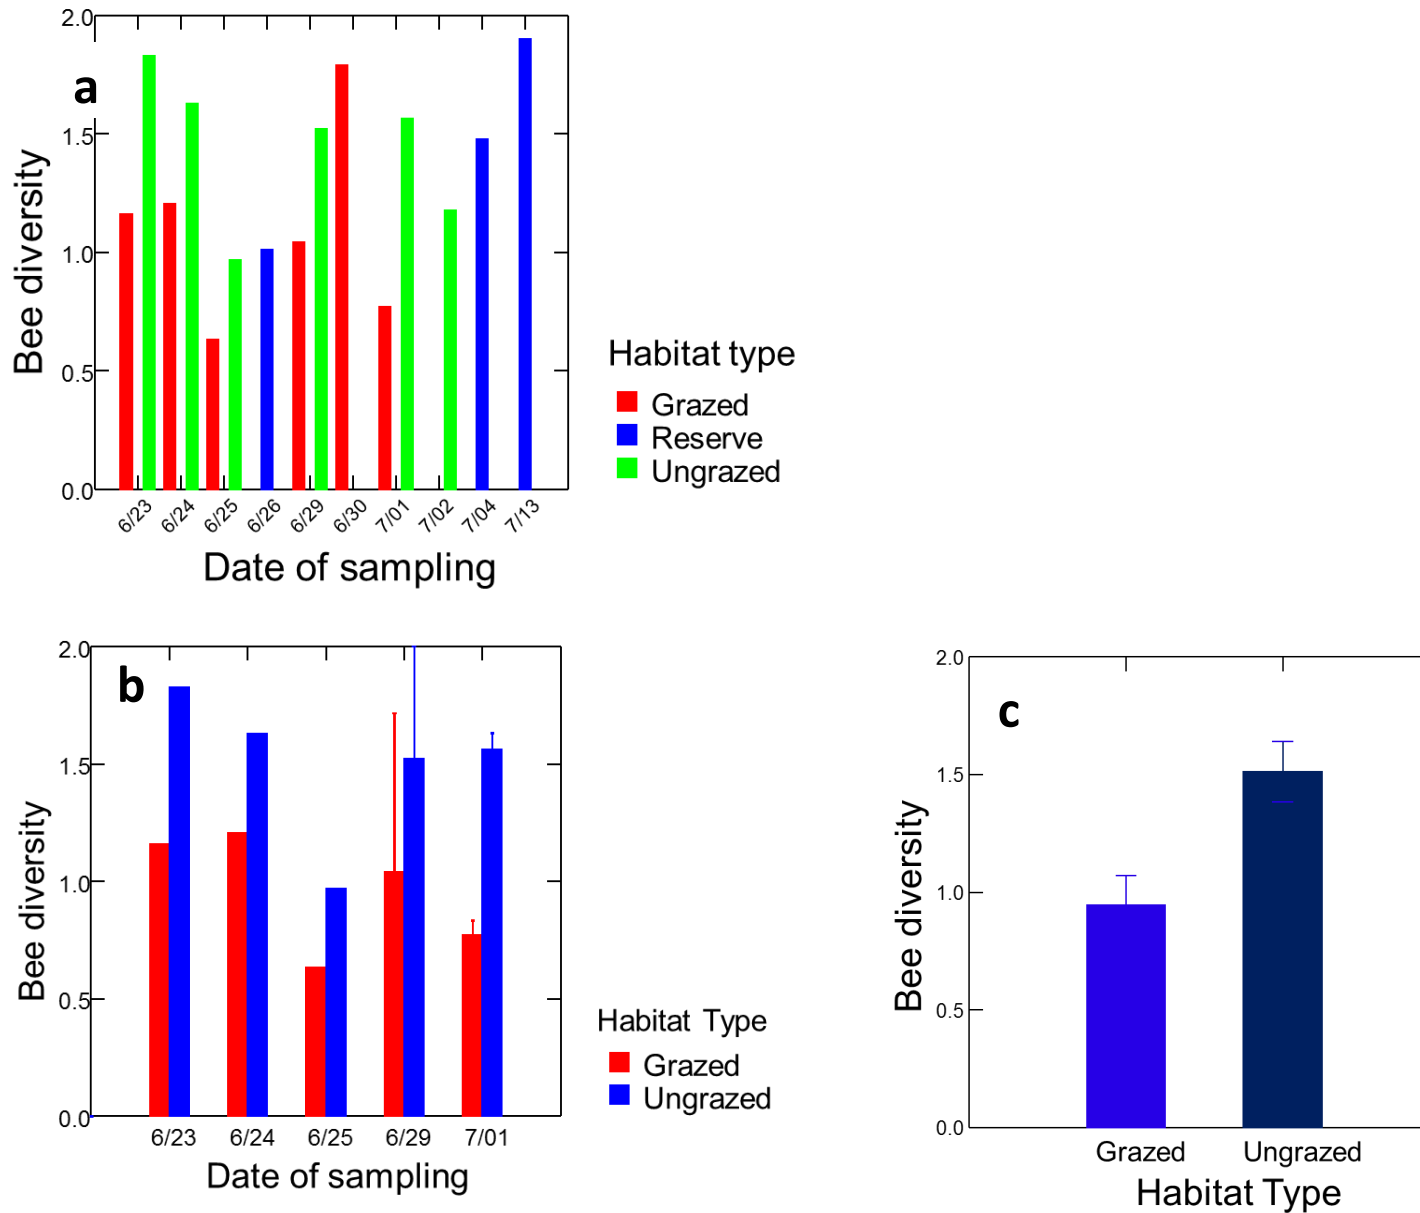 a
2.0
1.5
1.0
0.5
0.0
Bee diversity
6/23 6/24 6/25 6/26 6/29 6/30 7/01 7/02 7/04 7/13
Date of sampling
Habitat type
Grazed
Reserve
Ungrazed
b
2.0
1.5
1.0
0.5
0.0
Bee diversity
6/23 6/24 6/25 6/29 7/01
Date of sampling
Habitat Type
Grazed
Ungrazed
c
2.0
1.5
1.0
0.5
0.0
Bee diversity
Grazed Ungrazed
Habitat Type